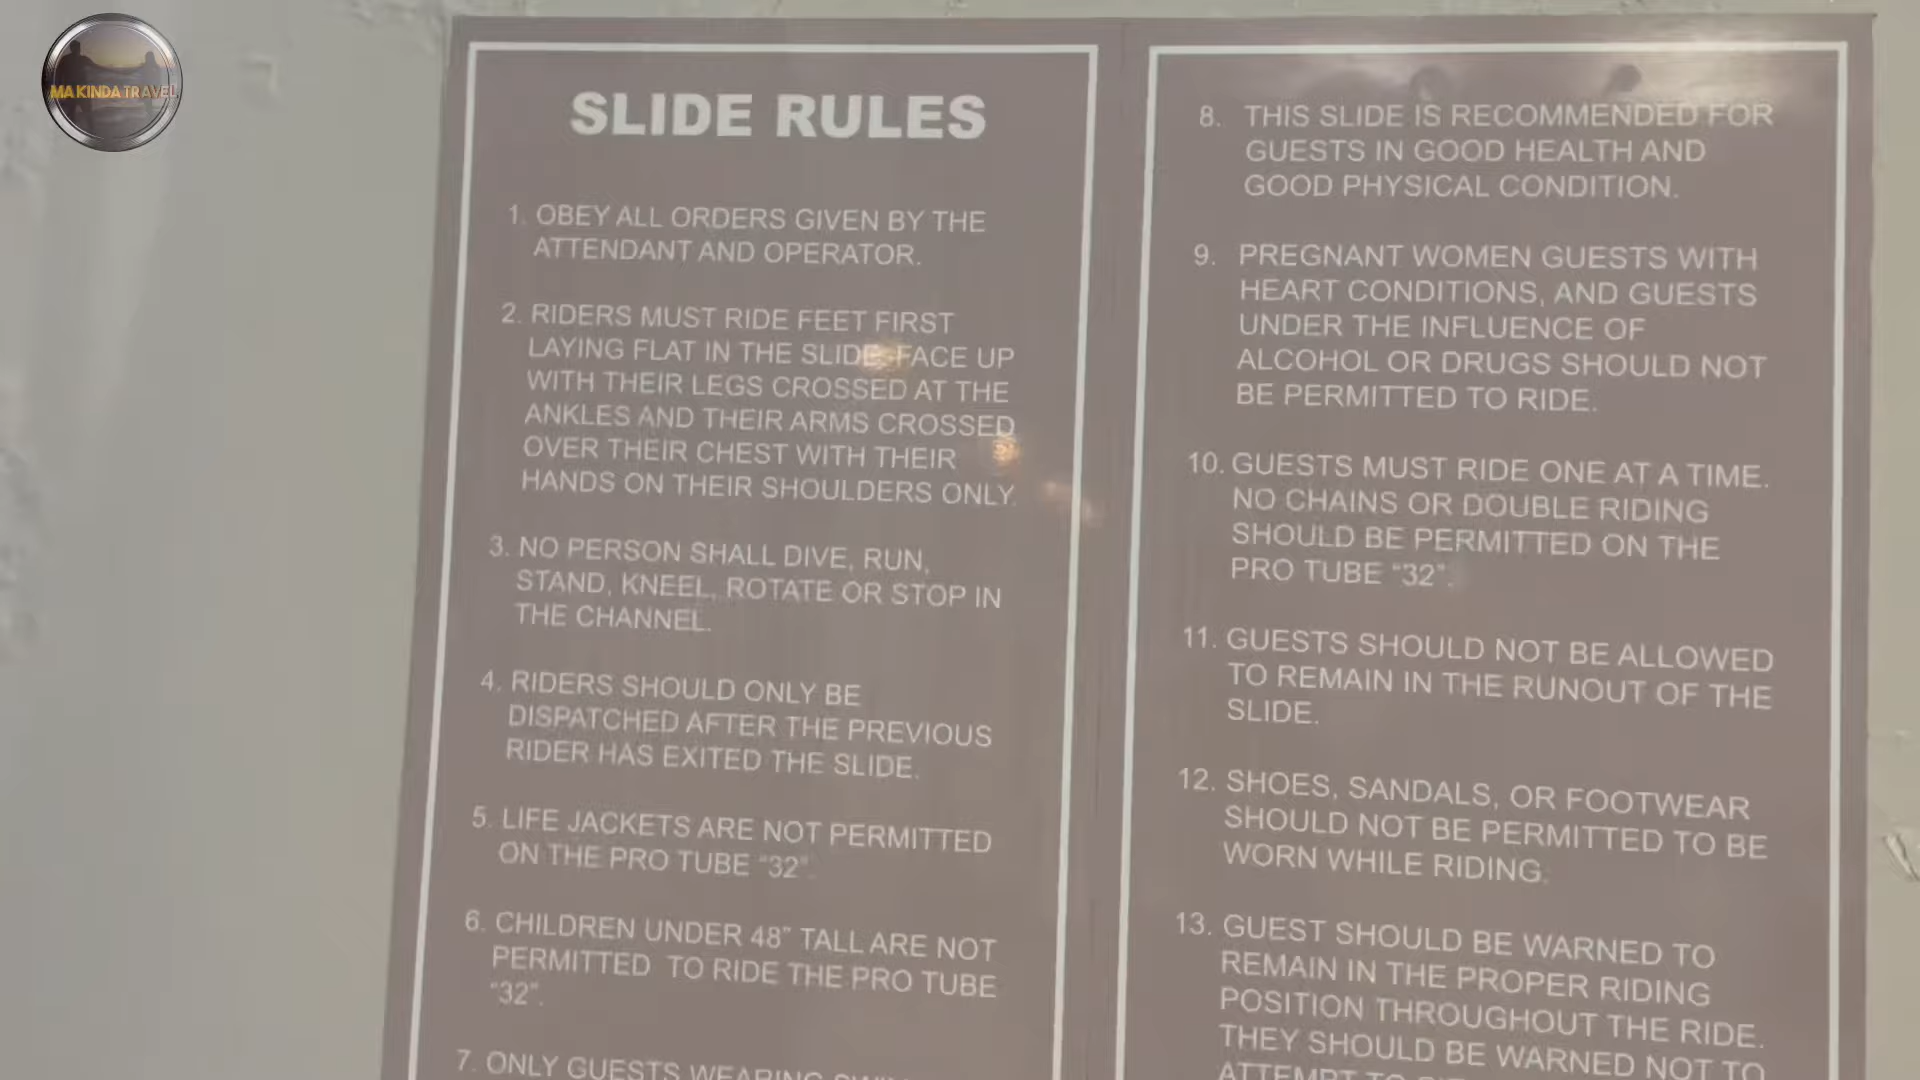 MA KINDA TRAVEL
SLIDE RULES
1. OBEY ALL ORDERS GIVEN BY THE
ATTENDANT AND OPERATOR.
2. RIDERS MUST RIDE FEET FIRST
LAYING FLAT IN THE SLIDE, FACE UP
WITH THEIR LEGS CROSSED AT THE
ANKLES AND THEIR ARMS CROSSED
OVER THEIR CHEST WITH THEIR
HANDS ON THEIR SHOULDERS ONLY.
3. NO PERSON SHALL DIVE, RUN,
STAND, KNEEL, ROTATE OR STOP IN
THE CHANNEL.
4. RIDERS SHOULD ONLY BE
DISPATCHED AFTER THE PREVIOUS
RIDER HAS EXITED THE SLIDE.
5. LIFE JACKETS ARE NOT PERMITTED
ON THE PRO TUBE “32”.
6. CHILDREN UNDER 48” TALL ARE NOT
PERMITTED TO RIDE THE PRO TUBE
“32”.
7. ONLY GUESTS WEARING
8. THIS SLIDE IS RECOMMENDED FOR
GUESTS IN GOOD HEALTH AND
GOOD PHYSICAL CONDITION.
9. PREGNANT WOMEN GUESTS WITH
HEART CONDITIONS, AND GUESTS
UNDER THE INFLUENCE OF
ALCOHOL OR DRUGS SHOULD NOT
BE PERMITTED TO RIDE.
10. GUESTS MUST RIDE ONE AT A TIME.
NO CHAINS OR DOUBLE RIDING
SHOULD BE PERMITTED ON THE
PRO TUBE “32”.
11. GUESTS SHOULD NOT BE ALLOWED
TO REMAIN IN THE RUNOUT OF THE
SLIDE.
12. SHOES, SANDALS, OR FOOTWEAR
SHOULD NOT BE PERMITTED TO BE
WORN WHILE RIDING.
13. GUEST SHOULD BE WARNED TO
REMAIN IN THE PROPER RIDING
POSITION THROUGHOUT THE RIDE.
THEY SHOULD BE WARNED NOT TO
ATTEMPT TO